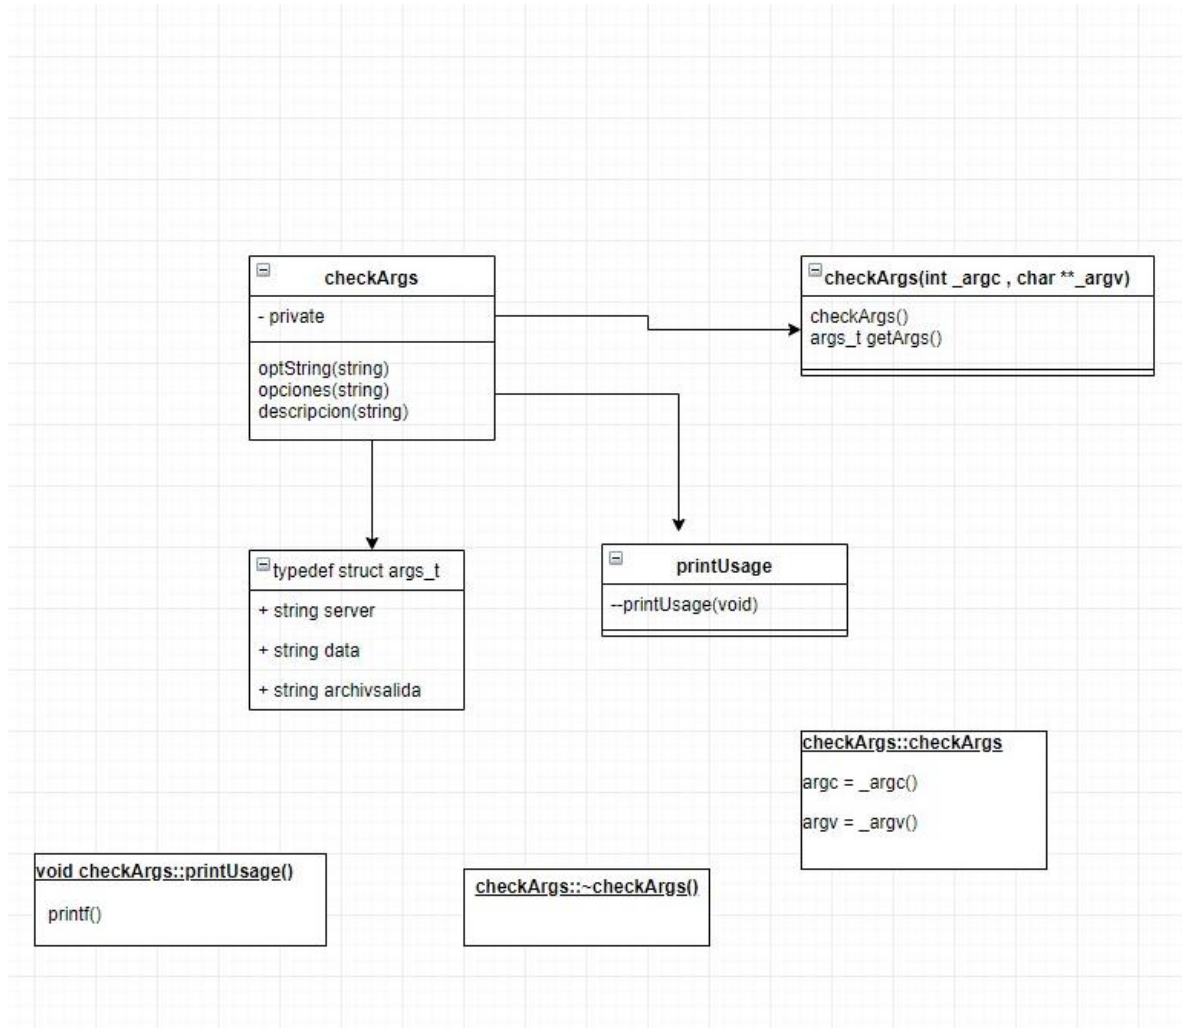 checkArgs
- private
optString(string)
opciones(string)
descripcion(string)
checkArgs(int _argc , char **_argv)
checkArgs()
args_t getArgs()
typedef struct args_t
+ string server
+ string data
+ string archivsalida
printUsage
--printUsage(void)
checkArgs::checkArgs
argc = _argc()
argv = _argv()
void checkArgs::printUsage()
printf()
checkArgs::~checkArgs()